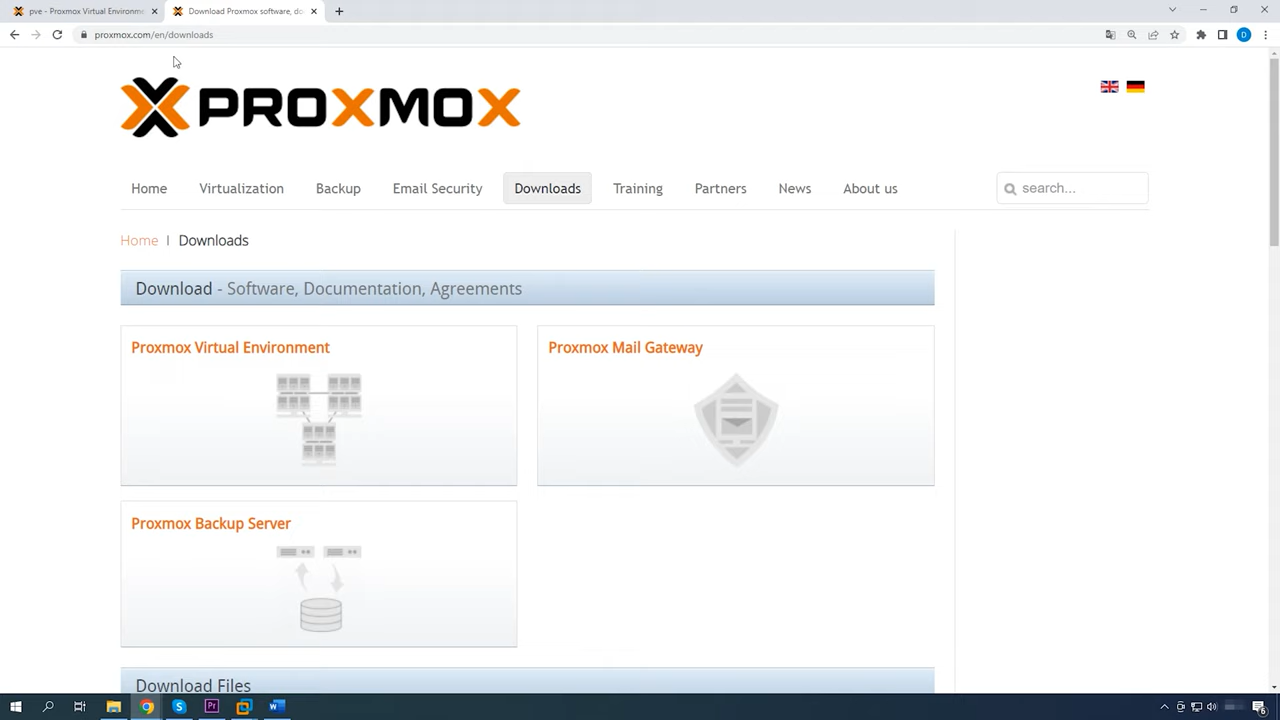 pve - Proxmox Virtual Environme
Download Proxmox software, do
proxmox.com/en/downloads
D
PROXMOX
Home
Virtualization
Backup
Email Security
Downloads
Training
Partners
News
About us
search...
Home | Downloads
Download - Software, Documentation, Agreements
Proxmox Virtual Environment
Proxmox Mail Gateway
Proxmox Backup Server
Download Files
Pr
6